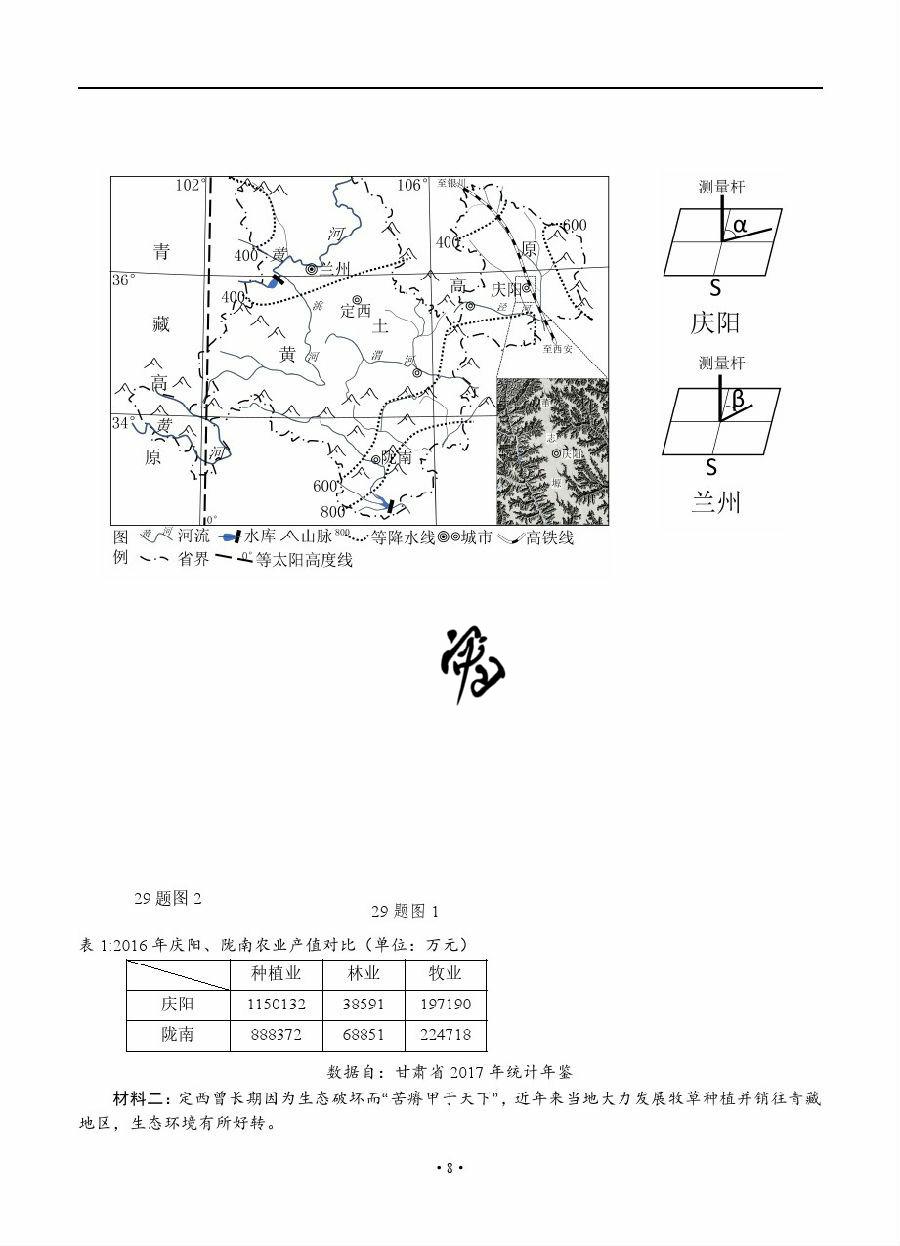 102° 106° 至银川
测量杆
α
S
庆阳
青 400 黄 河 400 原 600
兰州
36°
400 洮 定西 高 庆阳 泾 河
藏 土
黄 河 渭 河 至西安
测量杆
β
S
兰州
高
34° 黄
原 河 陇南
董 志 庆阳 塬
600
800
0°
图 黄 河 河流 水库 山脉 800 等降水线 城市 高铁线
例 省界 0° 等太阳高度线
29 题图 2
29 题图 1
表 1:2016 年庆阳、陇南农业产值对比（单位：万元）
种植业 林业 牧业
庆阳 1150132 38591 197190
陇南 888372 68851 224718
数据自：甘肃省 2017 年统计年鉴
材料二：定西曾长期因为生态破坏而“苦瘠甲于天下”，近年来当地大力发展牧草种植并销往青藏
地区，生态环境有所好转。
·8·